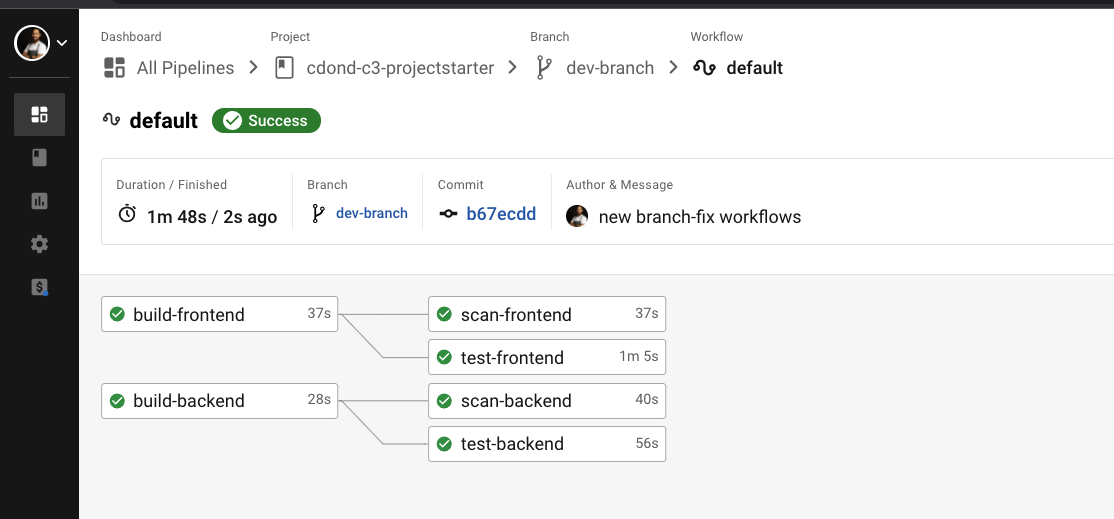 Dashboard Project Branch Workflow
All Pipelines cdond-c3-projectstarter dev-branch default
default Success
Duration / Finished Branch Commit Author & Message
1m 48s / 2s ago dev-branch b67ecdd new branch-fix workflows
build-frontend 37s scan-frontend 37s
test-frontend 1m 5s
build-backend 28s scan-backend 40s
test-backend 56s